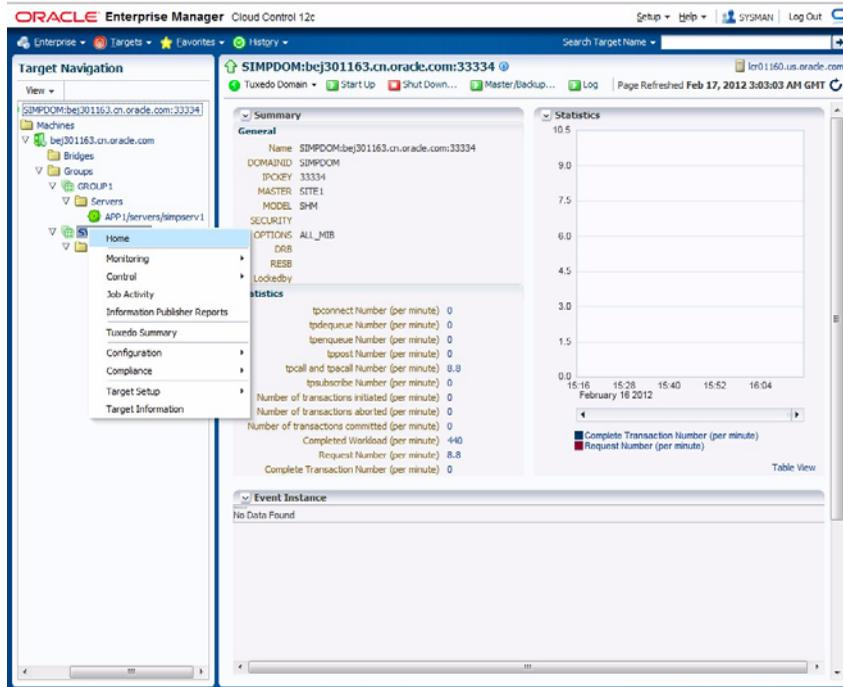 ORACLE Enterprise Manager Cloud Control 12c
Setup Help SYSMAN Log Out
Enterprise Targets Favorites History Search Target Name
Target Navigation
View
SIMPDOM:bej301163.cn.oracle.com:33334
Machines
bej301163.cn.oracle.com
Bridges
Groups
GROUP1
Servers
APP1/servers/simpserv1
Home
Monitoring
Control
Job Activity
Information Publisher Reports
Tuxedo Summary
Configuration
Compliance
Target Setup
Target Information
SIMPDOM:bej301163.cn.oracle.com:33334
lcr01160.us.oracle.com
Tuxedo Domain Start Up Shut Down... Master/Backup... Log Page Refreshed Feb 17, 2012 3:03:03 AM GMT
Summary
General
Name SIMPDOM:bej301163.cn.oracle.com:33334
DOMAINID SIMPDOM
IPCKEY 33334
MASTER SITE1
MODEL SHM
SECURITY
OPTIONS ALL_MIB
DRB
RESB
Lockedby
tpconnect Number (per minute) 0
tpdequeue Number (per minute) 0
tpenqueue Number (per minute) 0
tppost Number (per minute) 0
tpcall and tpacall Number (per minute) 8.8
tpsubscribe Number (per minute) 0
Number of transactions initiated (per minute) 0
Number of transactions aborted (per minute) 0
Number of transactions committed (per minute) 0
Completed Workload (per minute) 440
Request Number (per minute) 8.8
Complete Transaction Number (per minute) 0
Statistics
10.5
9.0
7.5
6.0
4.5
3.0
1.5
0.0
15:16 15:28 15:40 15:52 16:04
February 16 2012
Complete Transaction Number (per minute)
Request Number (per minute)
Table View
Event Instance
No Data Found